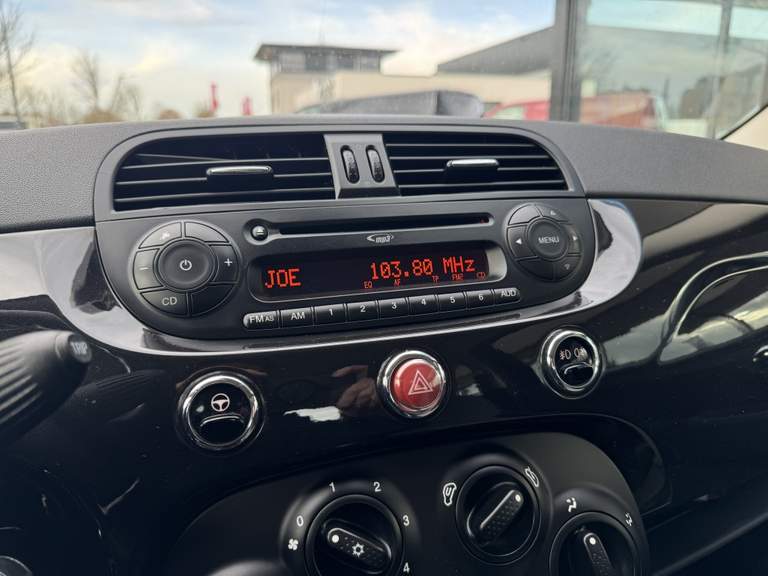 mp3
MENU
CD
JOE 103.80 MHz
EQ AF TP FM2 CD
FM AS AM 1 2 3 4 5 6 AUD
0 1 2 3 4